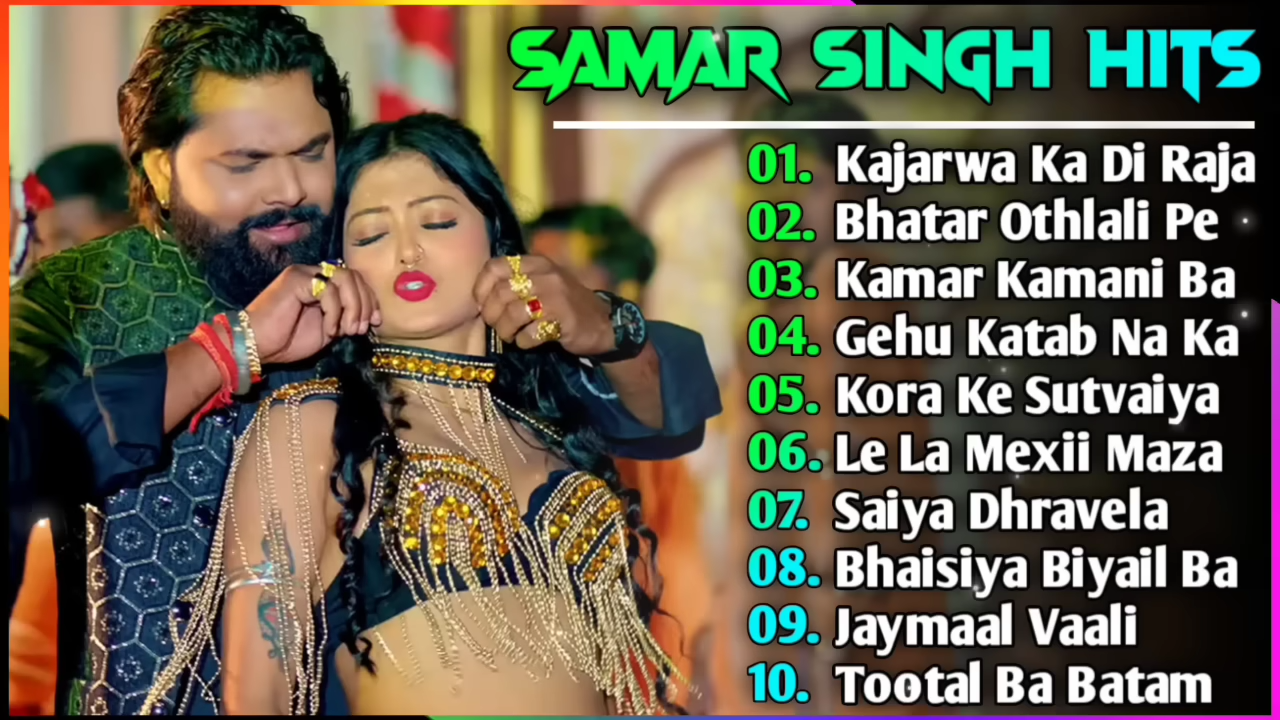 SAMAR SINGH HITS
01. Kajarwa Ka Di Raja
02. Bhatar Othlali Pe
03. Kamar Kamani Ba
04. Gehu Katab Na Ka
05. Kora Ke Sutvaiya
06. Le La Mexii Maza
07. Saiya Dhravela
08. Bhaisiya Biyail Ba
09. Jaymaal Vaali
10. Tootal Ba Batam